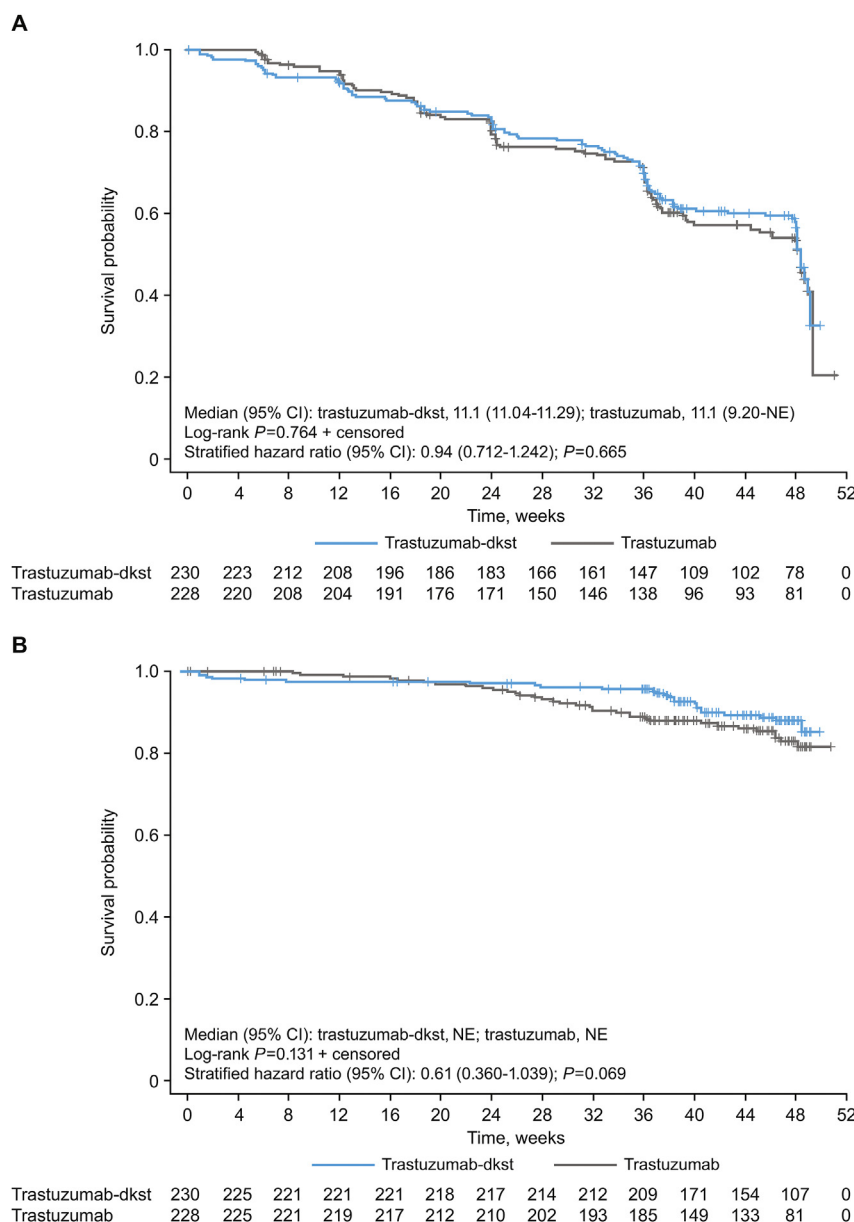 A
1.0
0.8
0.6
0.4
0.2
0
Survival probability
Median (95% CI): trastuzumab-dkst, 11.1 (11.04-11.29); trastuzumab, 11.1 (9.20-NE)
Log-rank P=0.764 + censored
Stratified hazard ratio (95% CI): 0.94 (0.712-1.242); P=0.665
0 4 8 12 16 20 24 28 32 36 40 44 48 52
Time, weeks
Trastuzumab-dkst Trastuzumab
Trastuzumab-dkst 230 223 212 208 196 186 183 166 161 147 109 102 78 0
Trastuzumab 228 220 208 204 191 176 171 150 146 138 96 93 81 0
B
1.0
0.8
0.6
0.4
0.2
0
Survival probability
Median (95% CI): trastuzumab-dkst, NE; trastuzumab, NE
Log-rank P=0.131 + censored
Stratified hazard ratio (95% CI): 0.61 (0.360-1.039); P=0.069
0 4 8 12 16 20 24 28 32 36 40 44 48 52
Time, weeks
Trastuzumab-dkst Trastuzumab
Trastuzumab-dkst 230 225 221 221 221 218 217 214 212 209 171 154 107 0
Trastuzumab 228 225 221 219 217 212 210 202 193 185 149 133 81 0